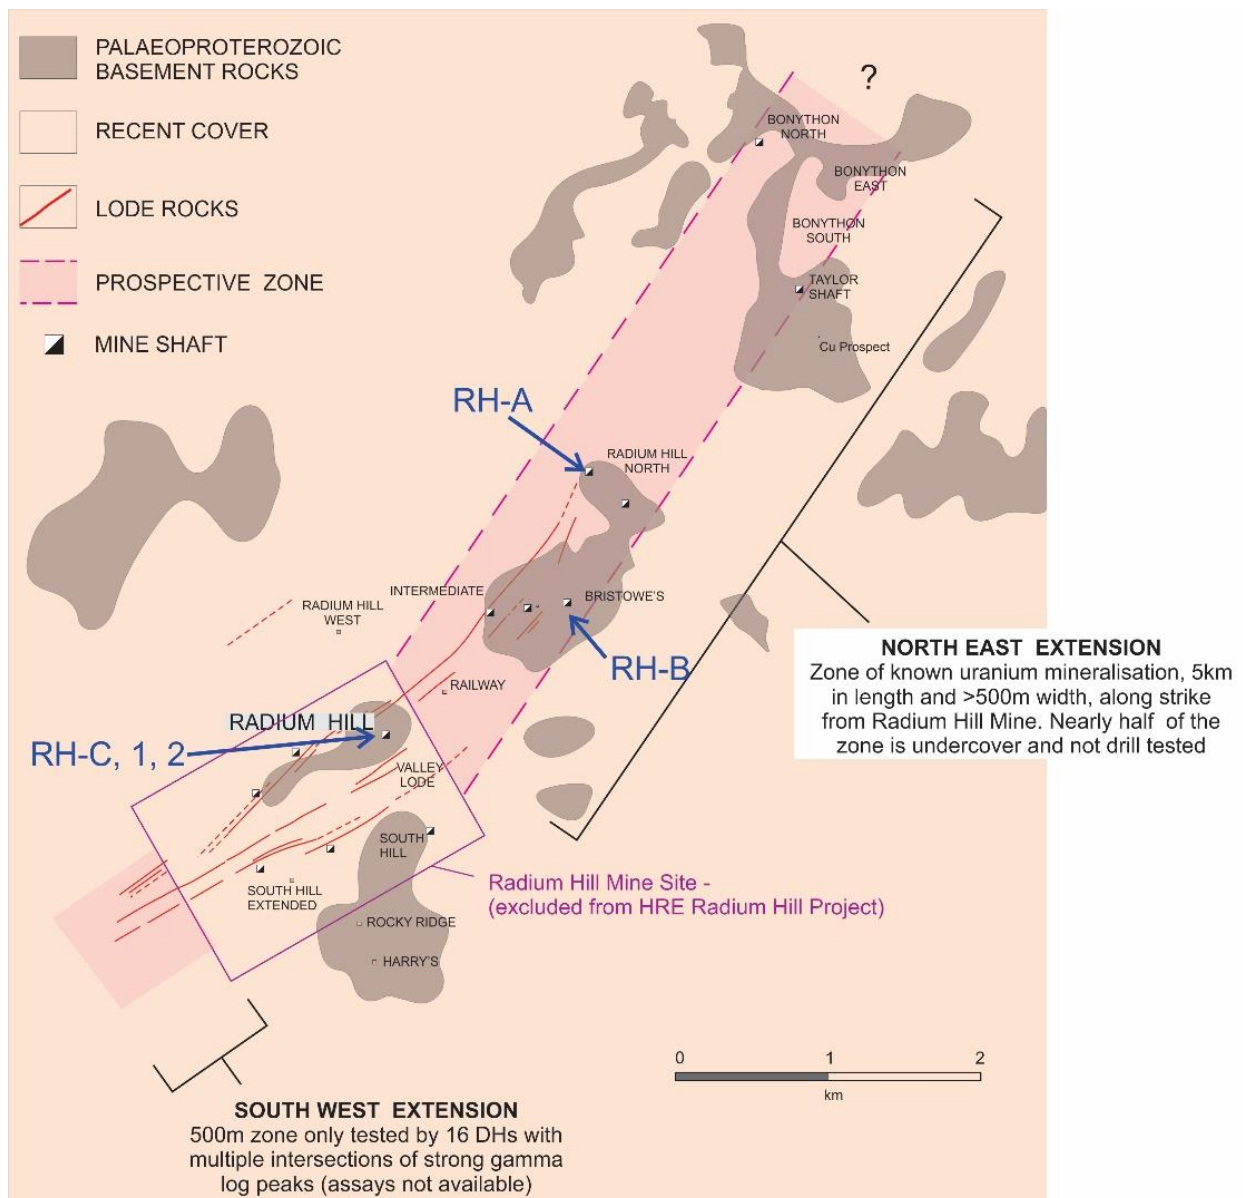 PALAEOPROTEROZOIC
BASEMENT ROCKS
RECENT COVER
LODE ROCKS
PROSPECTIVE ZONE
MINE SHAFT
?
BONYTHON
NORTH
BONYTHON
EAST
BONYTHON
SOUTH
TAYLOR
SHAFT
Cu Prospect
RH-A
RADIUM HILL
NORTH
INTERMEDIATE
BRISTOWE'S
RADIUM HILL
WEST
RH-B
RAILWAY
RADIUM HILL
RH-C, 1, 2
VALLEY
LODE
SOUTH
HILL
SOUTH HILL
EXTENDED
ROCKY RIDGE
HARRY'S
NORTH EAST EXTENSION
Zone of known uranium mineralisation, 5km
in length and >500m width, along strike
from Radium Hill Mine. Nearly half of the
zone is undercover and not drill tested
Radium Hill Mine Site -
(excluded from HRE Radium Hill Project)
0 1 2
km
SOUTH WEST EXTENSION
500m zone only tested by 16 DHs with
multiple intersections of strong gamma
log peaks (assays not available)